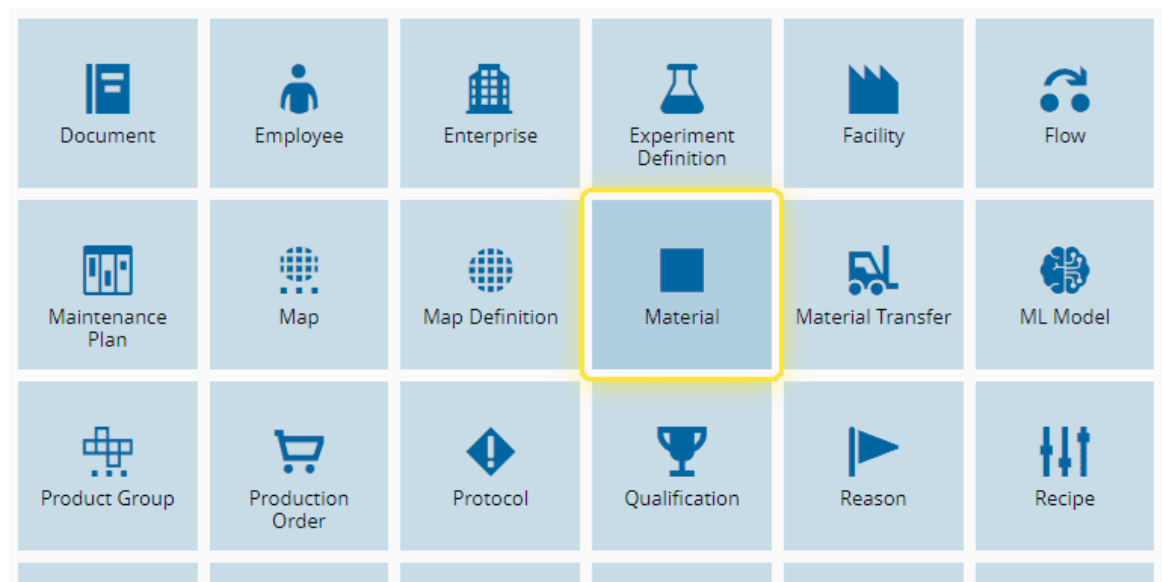 Document
Employee
Enterprise
Experiment
Definition
Facility
Flow
Maintenance
Plan
Map
Map Definition
Material
Material Transfer
ML Model
Product Group
Production
Order
Protocol
Qualification
Reason
Recipe